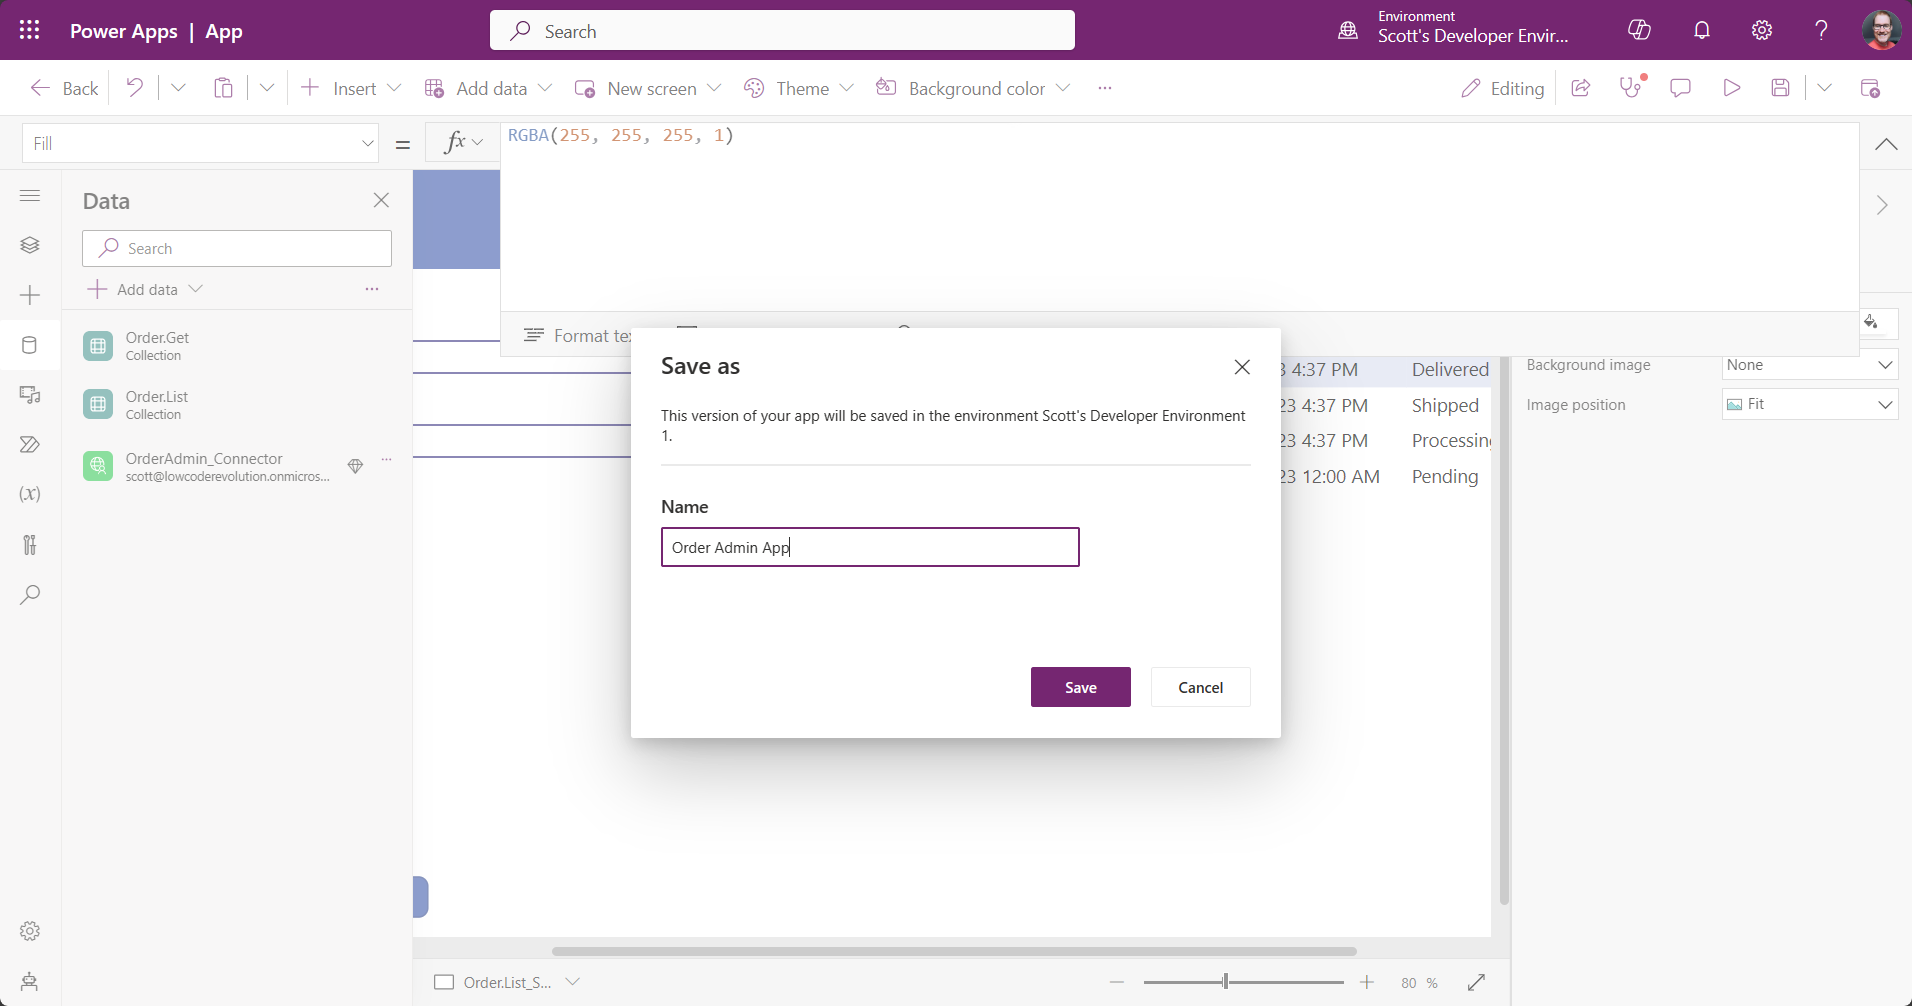 Power Apps | App
Search
Environment
Scott's Developer Envir...
Back
Insert
Add data
New screen
Theme
Background color
...
Editing
Fill
=
fx
RGBA(255, 255, 255, 1)
Data
Search
Add data
...
Order.Get
Collection
Order.List
Collection
OrderAdmin_Connector
scott@lowcoderevolution.onmicros...
...
(x)
Format
Save as
This version of your app will be saved in the environment Scott's Developer Environment
1.
Name
Order Admin App
Save
Cancel
4:37 PM Delivered
23 4:37 PM Shipped
23 4:37 PM Processing
23 12:00 AM Pending
Background image
None
Image position
Fit
Order.List_S...
80 %